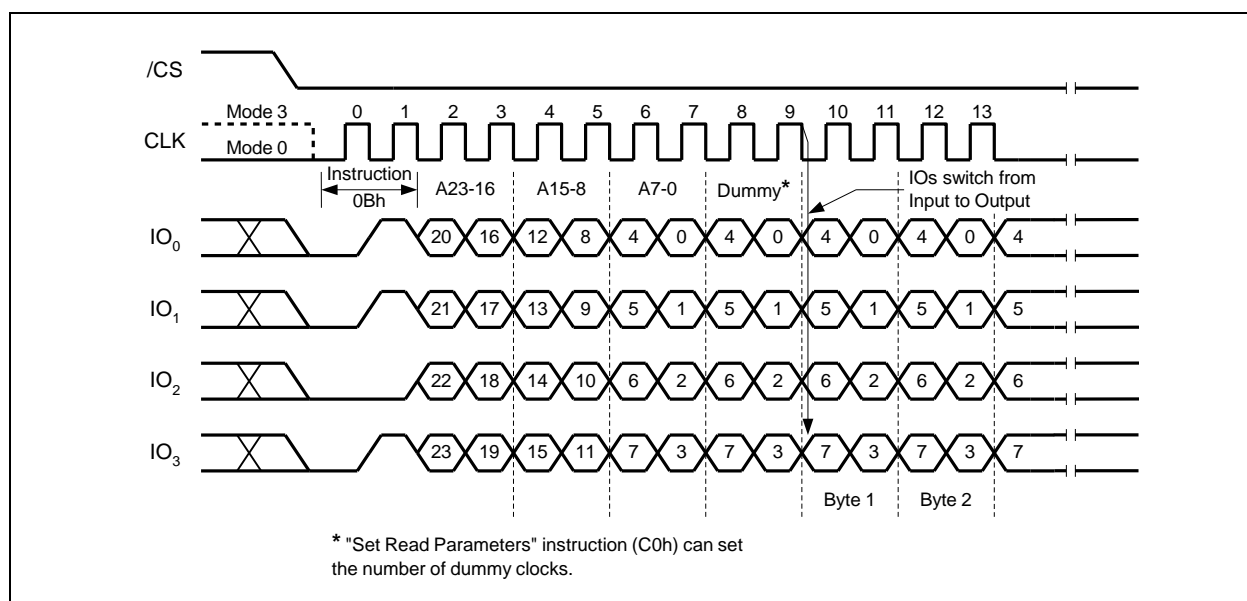 /CS
Mode 3 0 1 2 3 4 5 6 7 8 9 10 11 12 13
CLK
Mode 0
Instruction
0Bh
A23-16 A15-8 A7-0 Dummy*
IOs switch from
Input to Output
IO0 20 16 12 8 4 0 4 0 4 0 4 0 4
IO1 21 17 13 9 5 1 5 1 5 1 5 1 5
IO2 22 18 14 10 6 2 6 2 6 2 6 2 6
IO3 23 19 15 11 7 3 7 3 7 3 7 3 7
Byte 1 Byte 2
* "Set Read Parameters" instruction (C0h) can set
the number of dummy clocks.